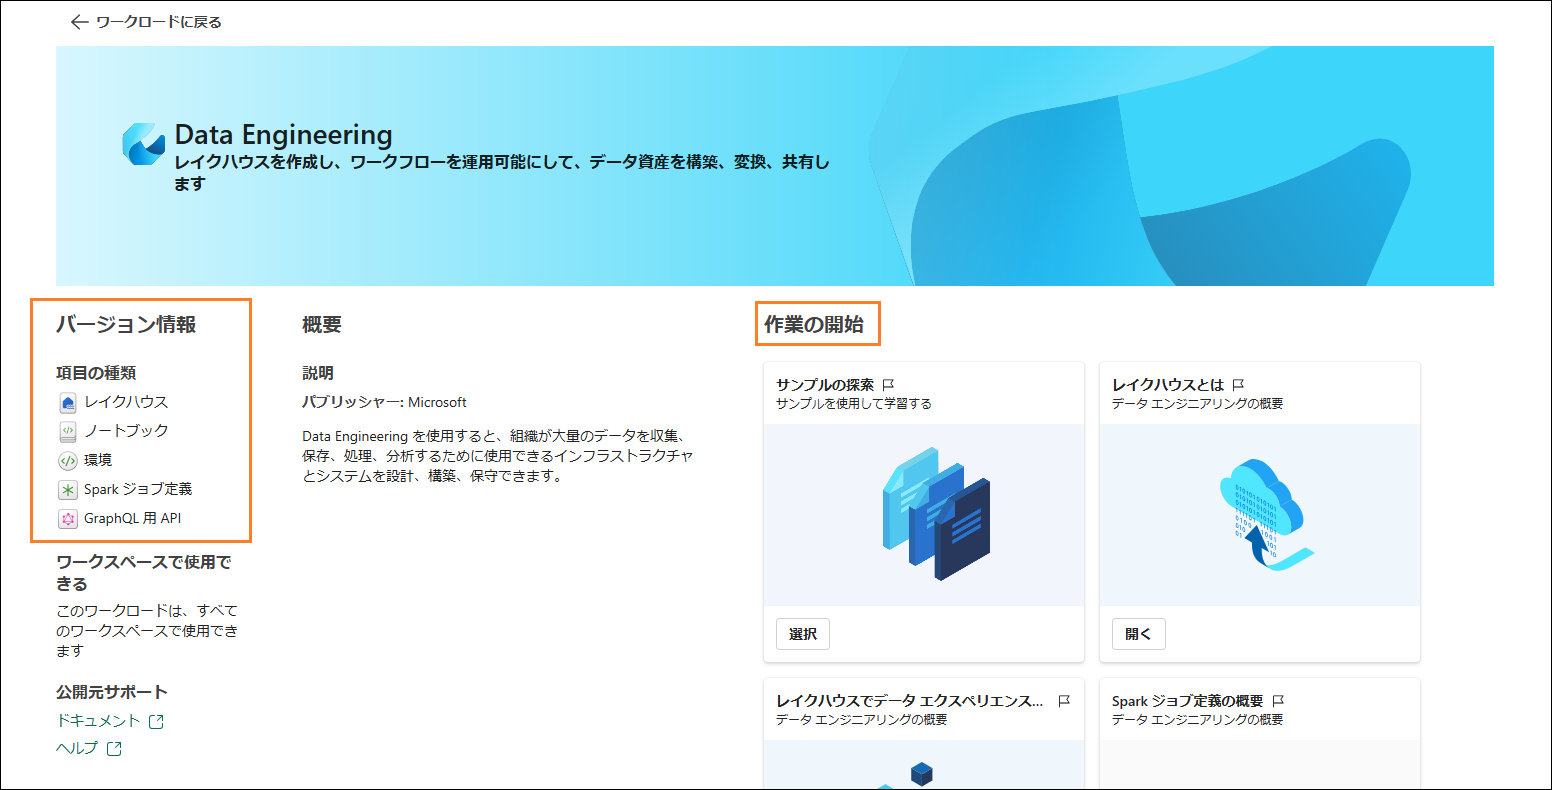 ワークロードに戻る
Data Engineering
レイクハウスを作成し、ワークフローを運用可能にして、データ資産を構築、変換、共有し
ます
バージョン情報
項目の種類
レイクハウス
ノートブック
環境
Spark ジョブ定義
GraphQL 用 API
ワークスペースで使用で
きる
このワークロードは、すべて
のワークスペースで使用でき
ます
公開元サポート
ドキュメント
ヘルプ
概要
説明
パブリッシャー: Microsoft
Data Engineering を使用すると、組織が大量のデータを収集、
保存、処理、分析するために使用できるインフラストラクチャ
とシステムを設計、構築、保守できます。
作業の開始
サンプルの探索
サンプルを使用して学習する
選択
レイクハウスとは
データ エンジニアリングの概要
開く
レイクハウスでデータ エクスペリエンス...
データ エンジニアリングの概要
Spark ジョブ定義の概要
データ エンジニアリングの概要